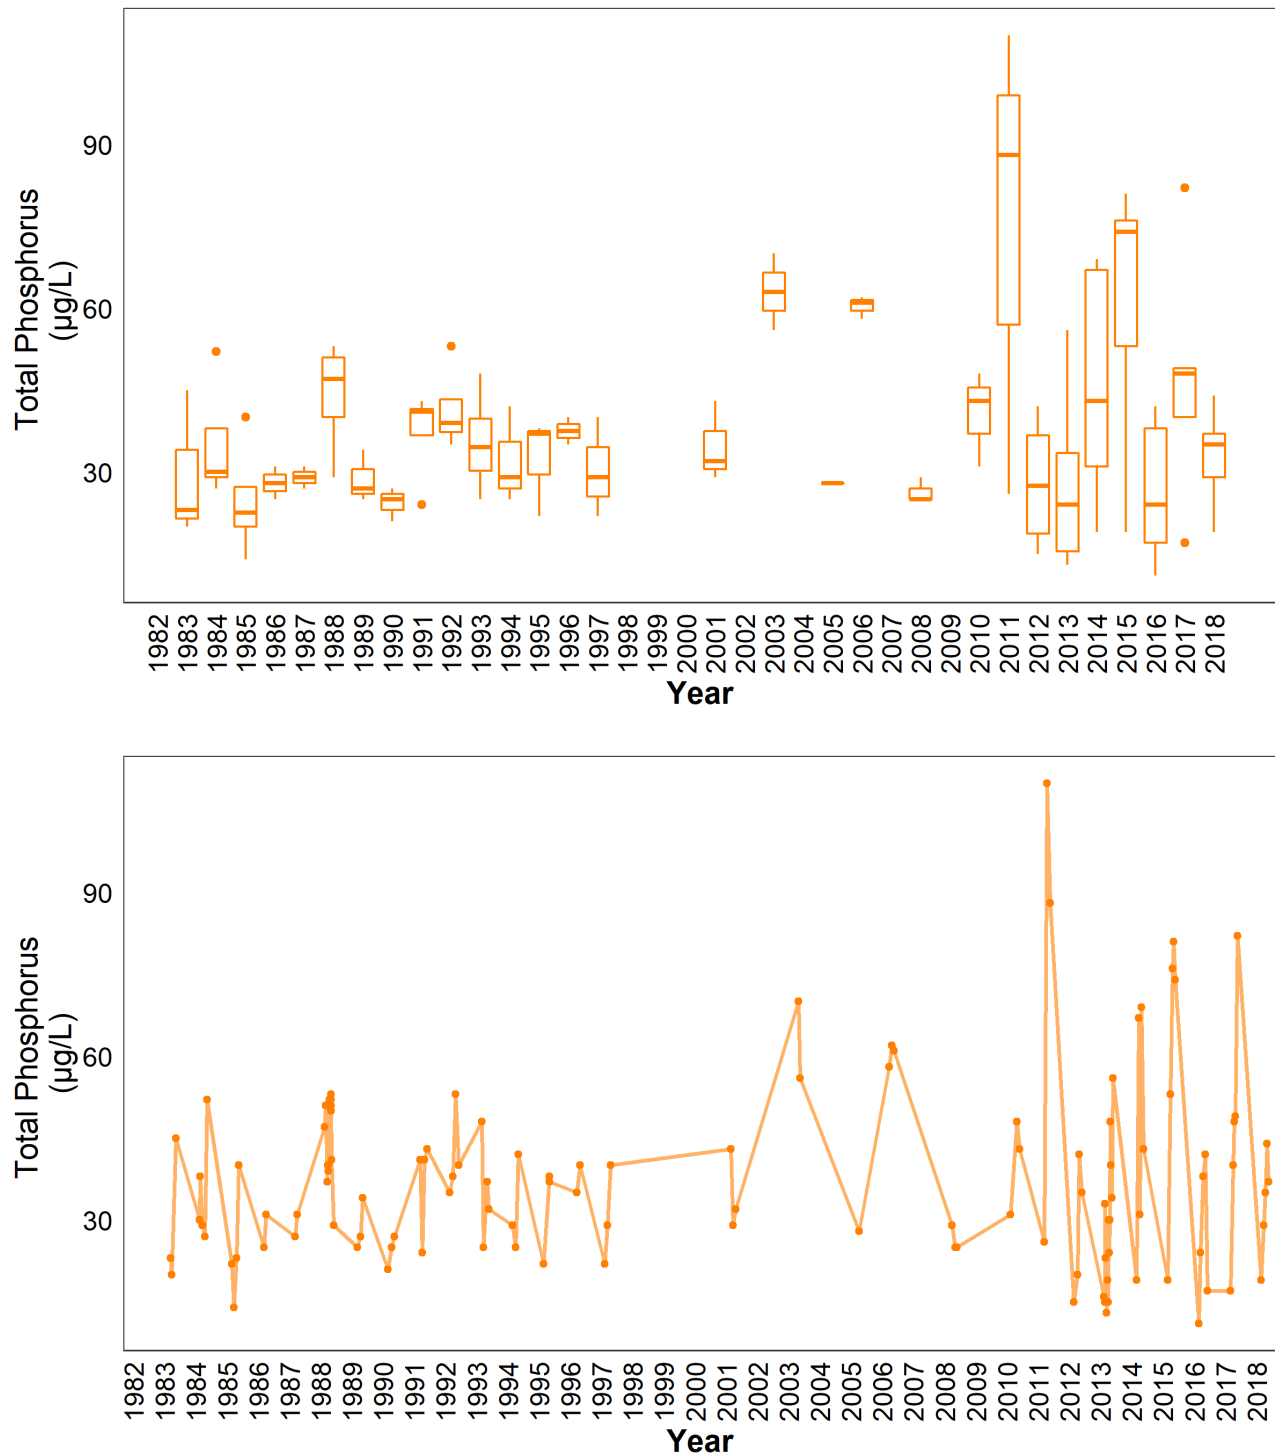 Total Phosphorus
(µg/L)
90
60
30
1982 1983 1984 1985 1986 1987 1988 1989 1990 1991 1992 1993 1994 1995 1996 1997 1998 1999 2000 2001 2002 2003 2004 2005 2006 2007 2008 2009 2010 2011 2012 2013 2014 2015 2016 2017 2018
Year
Total Phosphorus
(µg/L)
90
60
30
1982 1983 1984 1985 1986 1987 1988 1989 1990 1991 1992 1993 1994 1995 1996 1997 1998 1999 2000 2001 2002 2003 2004 2005 2006 2007 2008 2009 2010 2011 2012 2013 2014 2015 2016 2017 2018
Year